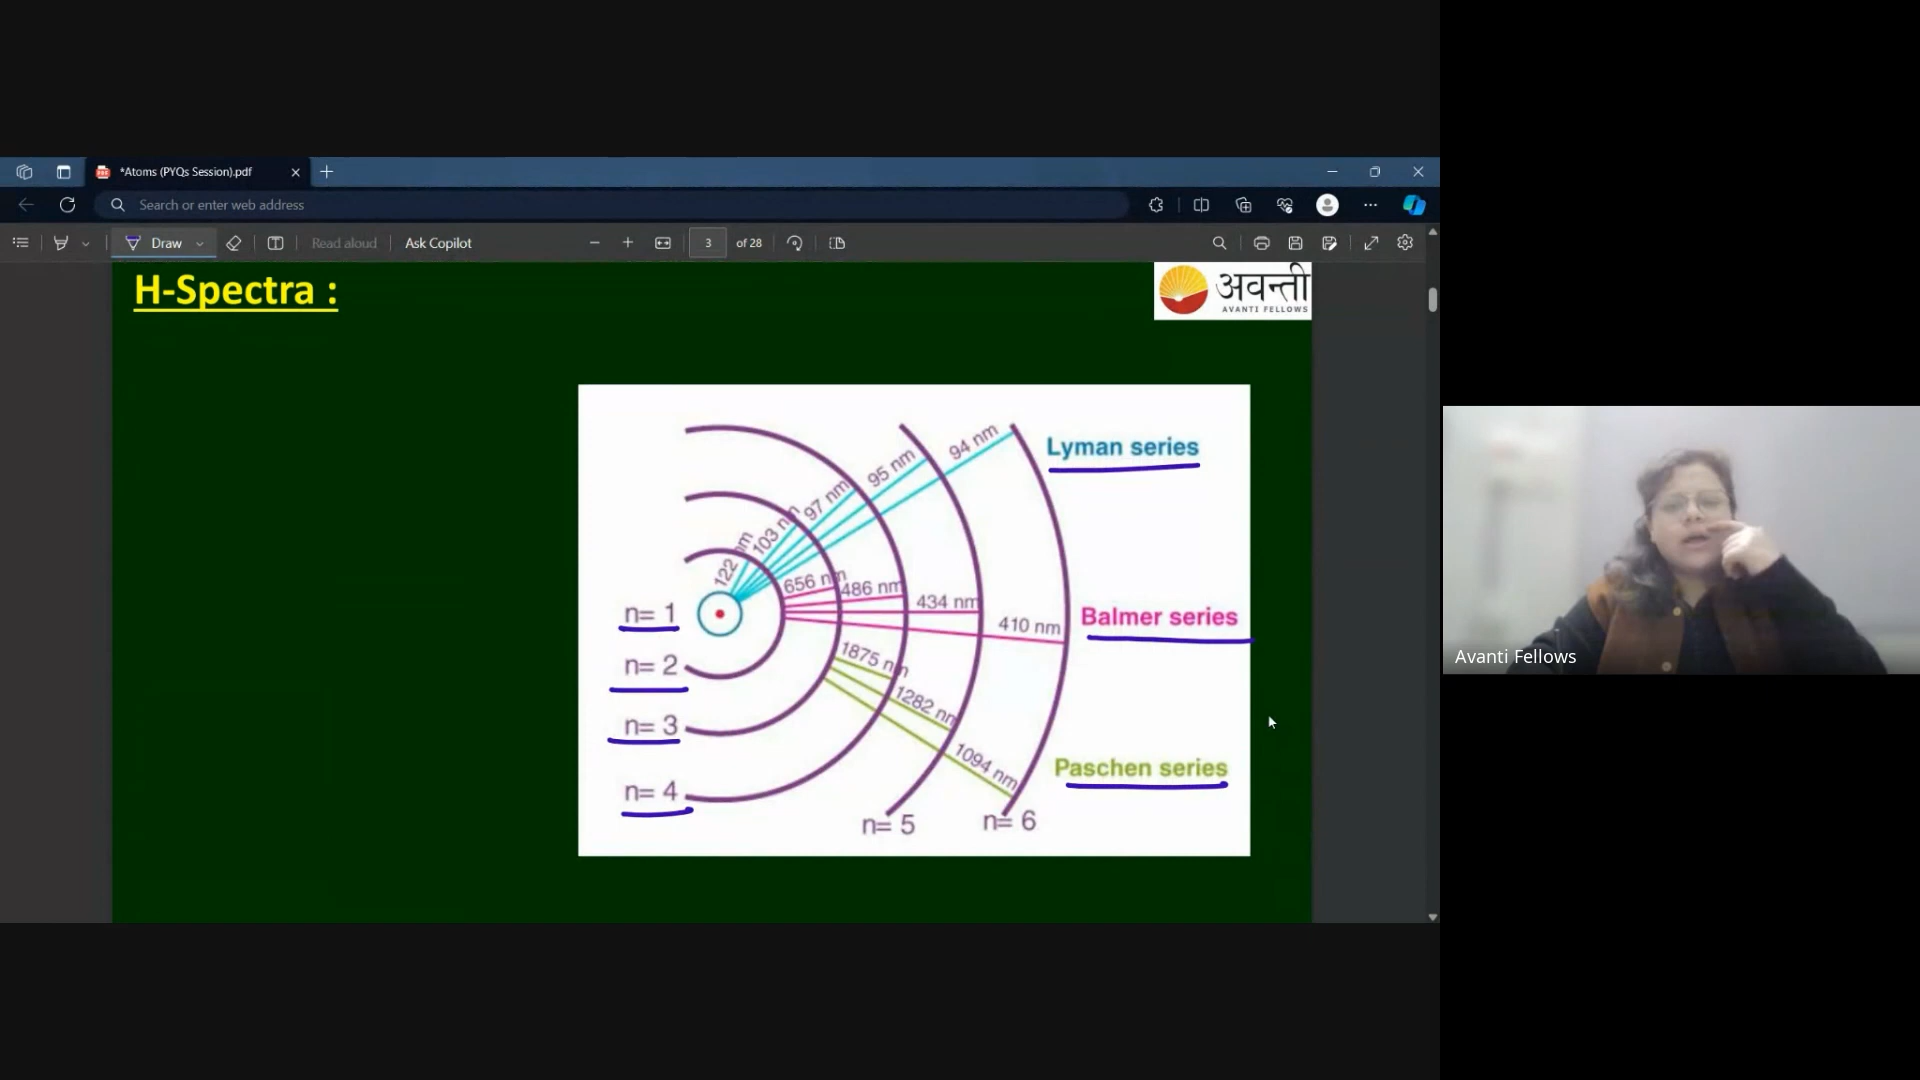 *Atoms (PYQs Session).pdf
Search or enter web address
Draw
Read aloud
Ask Copilot
3
of 28
H-Spectra :
अवन्ती
AVANTI FELLOWS
94 nm
Lyman series
95 nm
97 nm
103 nm
122 nm
656 nm
486 nm
434 nm
410 nm
Balmer series
n= 1
n= 2
1875 nm
1282 nm
1094 nm
Paschen series
n= 3
n= 4
n= 5
n= 6
Avanti Fellows